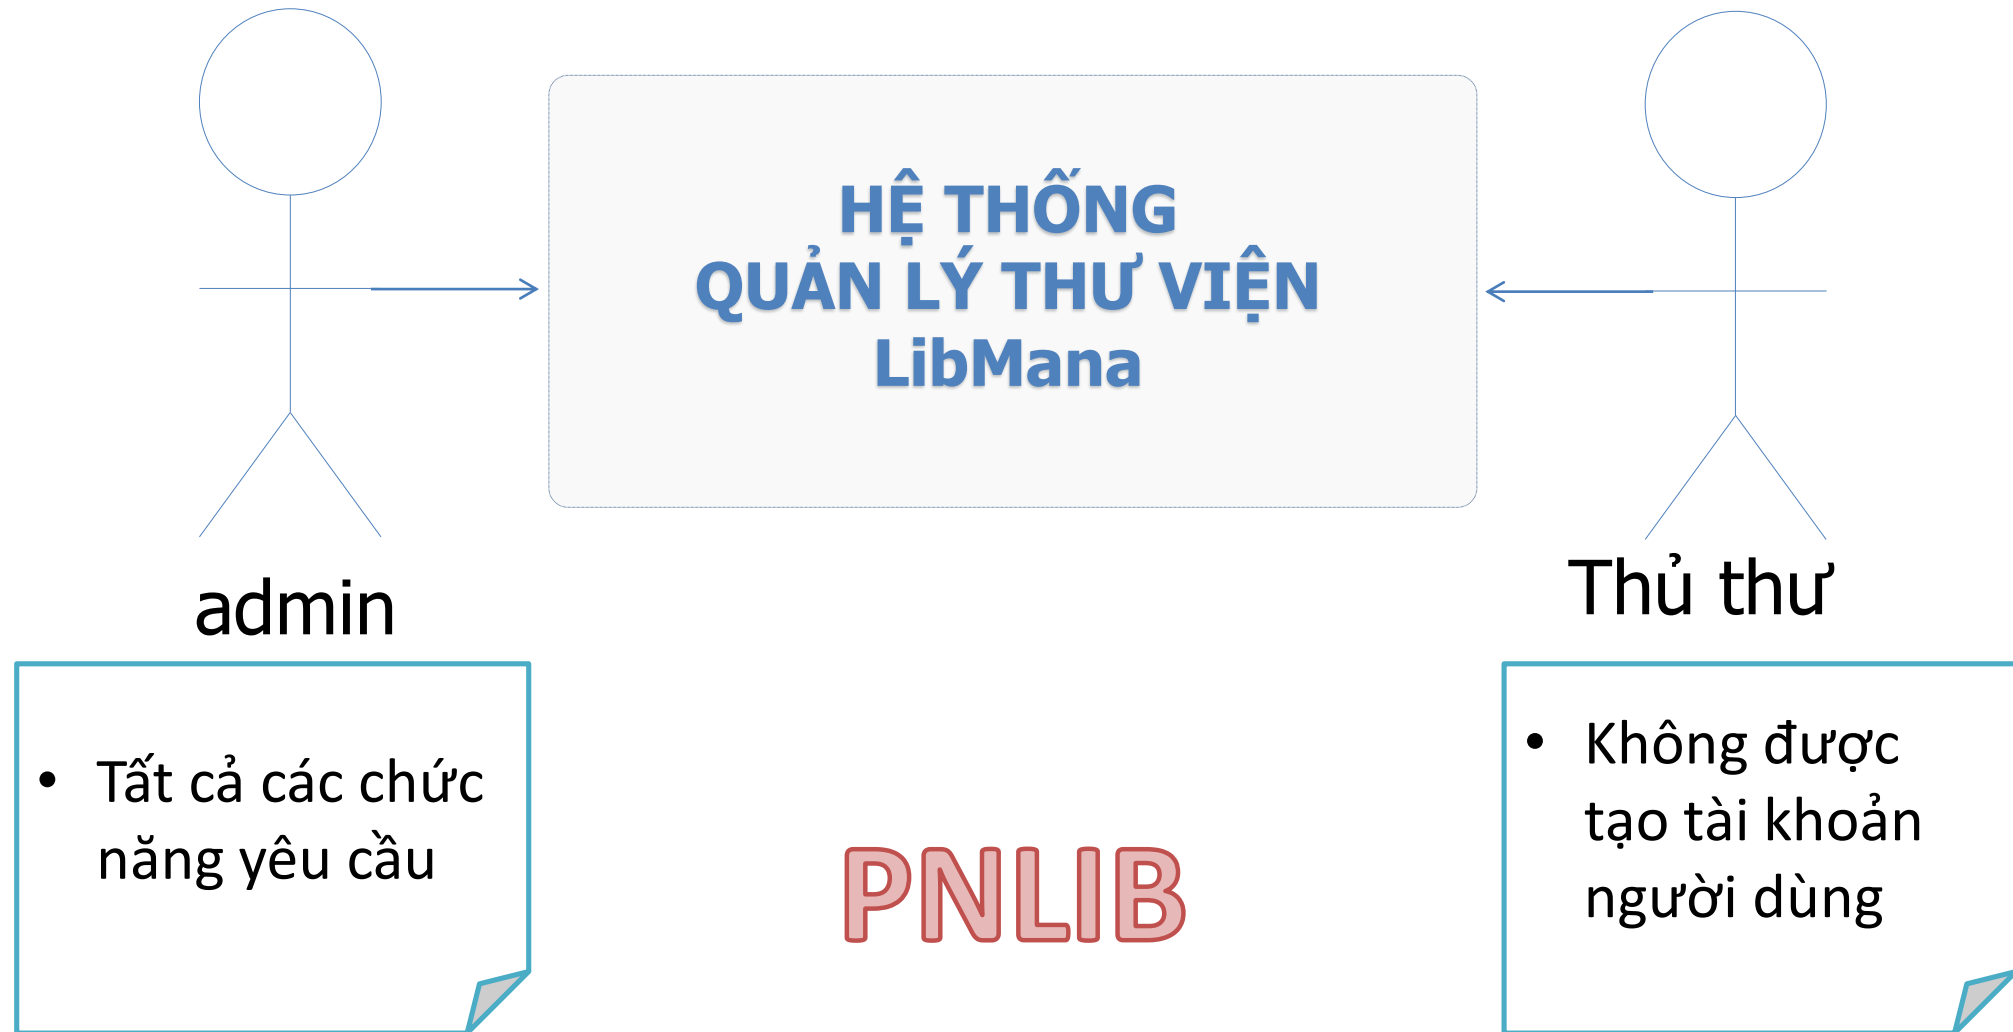 HỆ THỐNG
QUẢN LÝ THƯ VIỆN
LibMana
admin
Thủ thư
• Tất cả các chức
năng yêu cầu
• Không được
tạo tài khoản
người dùng
PNLIB